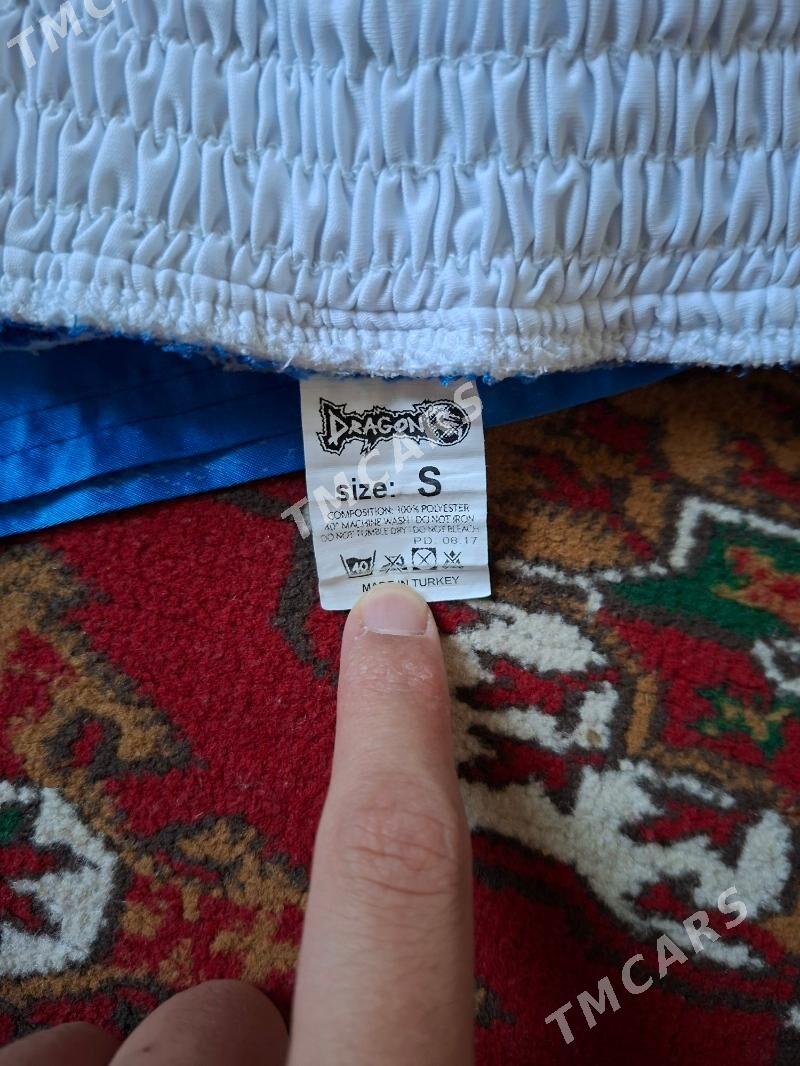 TMCARS
DRAGON
TMCARS
size: S
COMPOSITION: 100% POLYESTER
40° MACHINE WASH / DO NOT IRON
DO NOT TUMBLE DRY / DO NOT BLEACH
PD. 08.17
40
MADE IN TURKEY
TMCARS